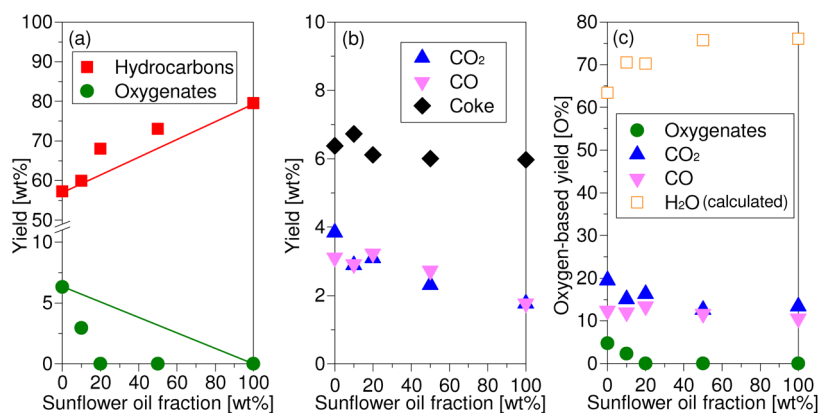 (a)
Hydrocarbons
Oxygenates
Yield [wt%]
100
90
80
70
60
50
10
5
0
0 20 40 60 80 100
Sunflower oil fraction [wt%]
(b)
CO₂
CO
Coke
Yield [wt%]
10
8
6
4
2
0
0 20 40 60 80 100
Sunflower oil fraction [wt%]
(c)
Oxygenates
CO₂
CO
H₂O (calculated)
Oxygen-based yield [O%]
80
70
60
50
40
30
20
10
0
0 20 40 60 80 100
Sunflower oil fraction [wt%]